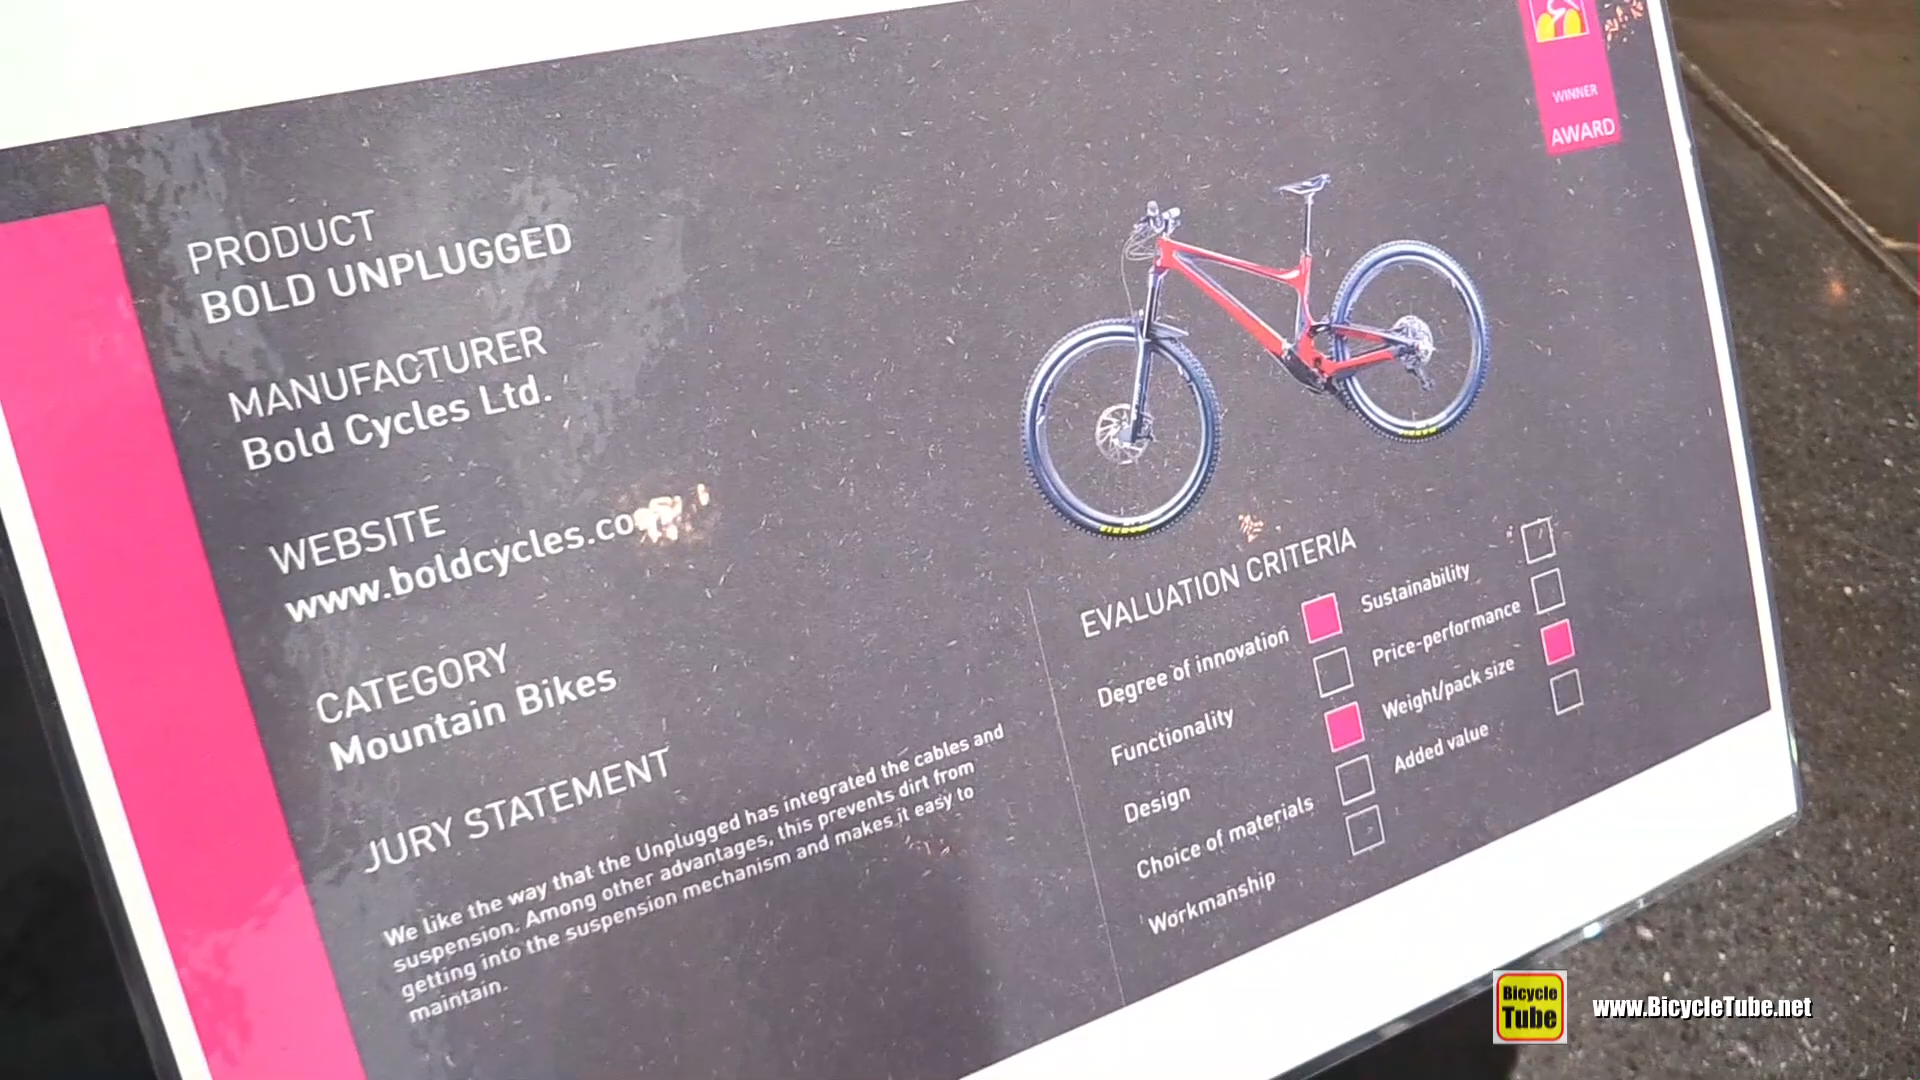 WINNER
AWARD
PRODUCT
BOLD UNPLUGGED
MANUFACTURER
Bold Cycles Ltd.
WEBSITE
www.boldcycles.com
CATEGORY
Mountain Bikes
JURY STATEMENT
We like the way that the Unplugged has integrated the cables and
suspension. Among other advantages, this prevents dirt from
getting into the suspension mechanism and makes it easy to
maintain.
EVALUATION CRITERIA
Degree of innovation
Functionality
Design
Choice of materials
Workmanship
Sustainability
Price-performance
Weight/pack size
Added value
Bicycle
Tube
www.BicycleTube.net